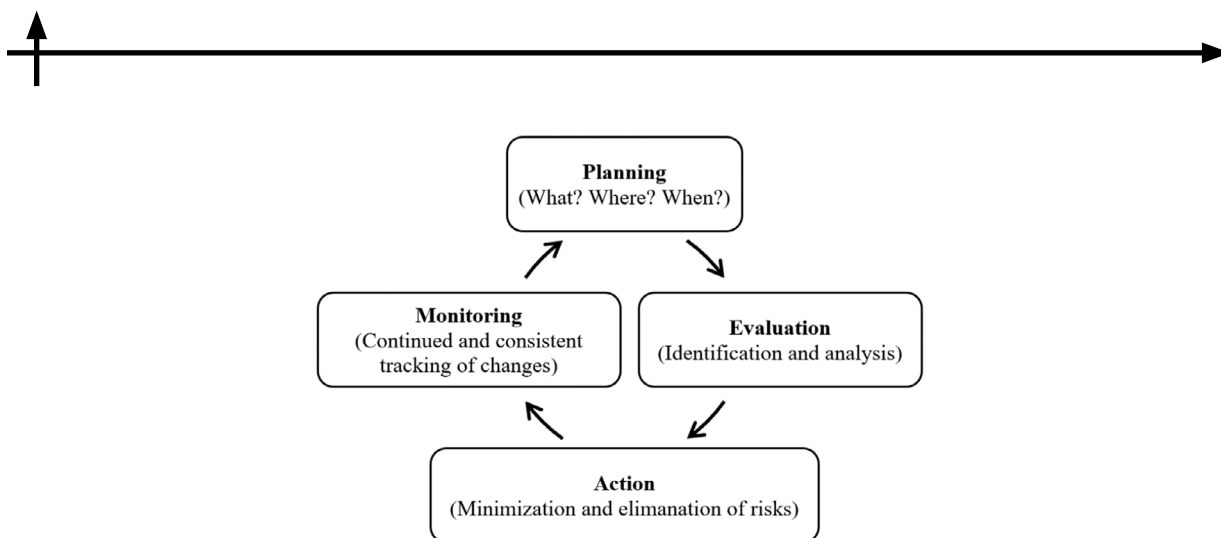 Planning
(What? Where? When?)
Monitoring
(Continued and consistent
tracking of changes)
Evaluation
(Identification and analysis)
Action
(Minimization and elimanation of risks)